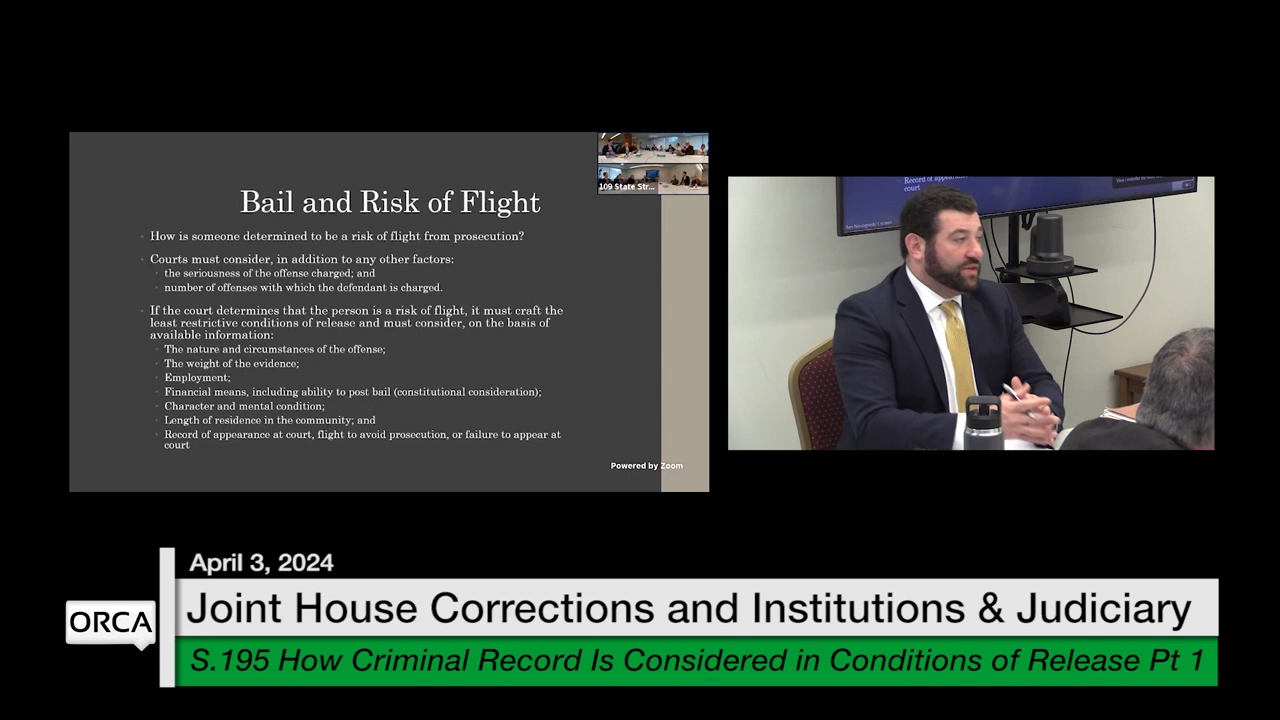 109 State Str...
Bail and Risk of Flight
How is someone determined to be a risk of flight from prosecution?
Courts must consider, in addition to any other factors:
the seriousness of the offense charged; and
number of offenses with which the defendant is charged.
If the court determines that the person is a risk of flight, it must craft the
least restrictive conditions of release and must consider, on the basis of
available information:
The nature and circumstances of the offense;
The weight of the evidence;
Employment;
Financial means, including ability to post bail (constitutional consideration);
Character and mental condition;
Length of residence in the community; and
Record of appearance at court, flight to avoid prosecution, or failure to appear at
court
Powered by Zoom
Record of appearance
court
April 3, 2024
Joint House Corrections and Institutions & Judiciary
ORCA
S.195 How Criminal Record Is Considered in Conditions of Release Pt 1